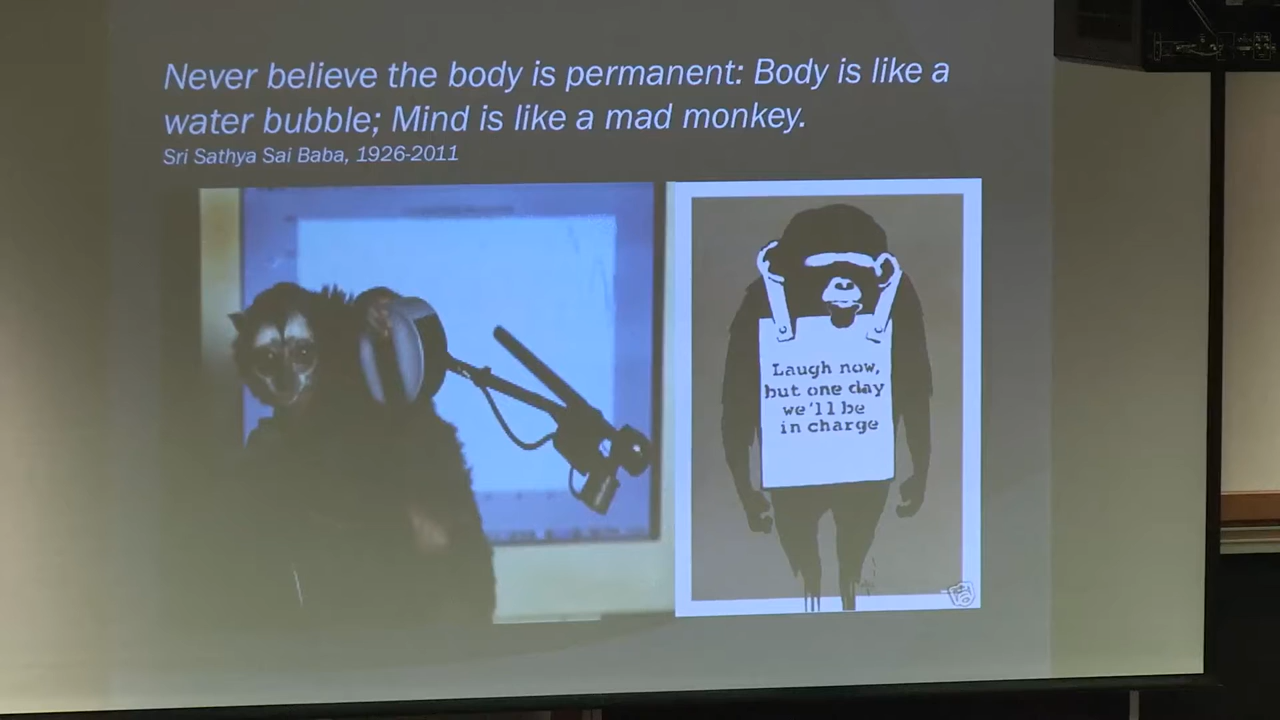 Never believe the body is permanent: Body is like a
water bubble; Mind is like a mad monkey.
Sri Sathya Sai Baba, 1926-2011
Laugh now,
but one day
we'll be
in charge